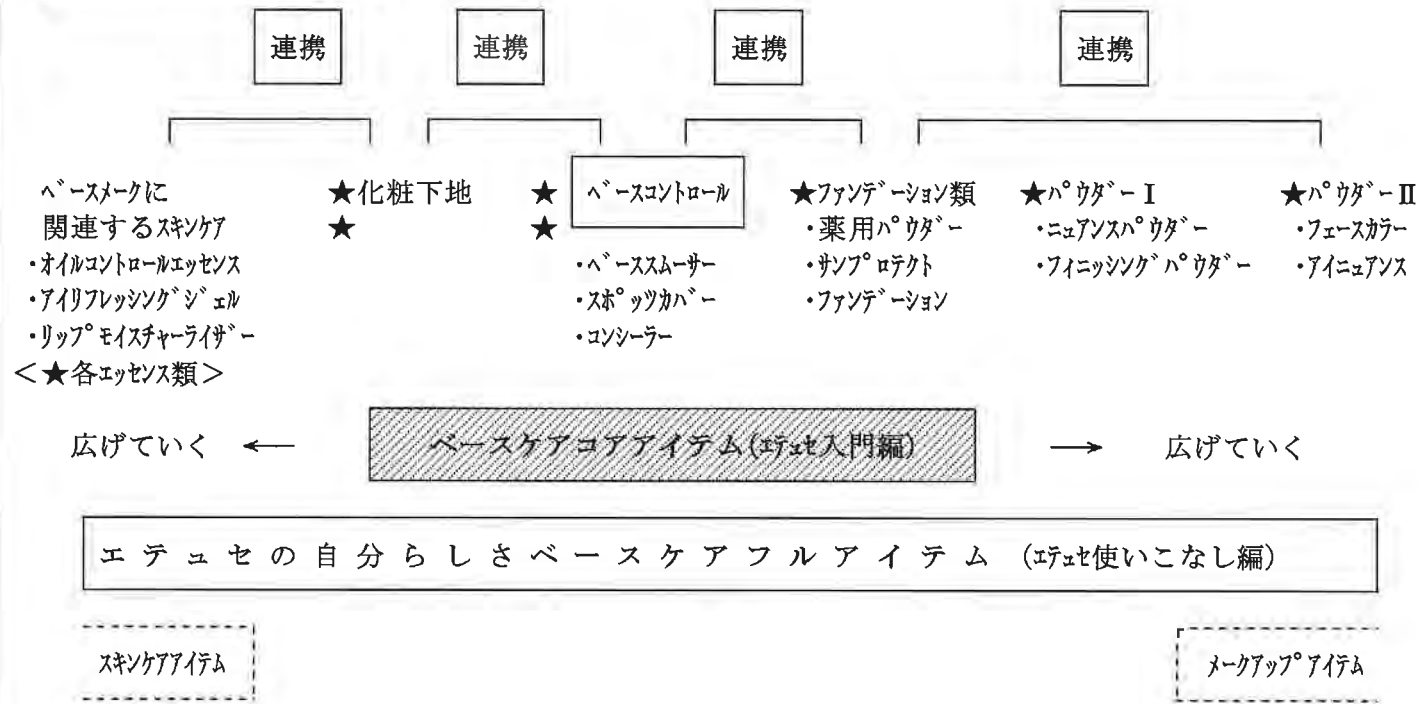 連携 連携 連携 連携
ベースメークに ★化粧下地 ★ ベースコントロール ★ファンデーション類 ★パウダーⅠ ★パウダーⅡ
関連するスキンケア ★ ★ ・薬用パウダー ・ニュアンスパウダー ・フェースカラー
・オイルコントロールエッセンス ・ベーススムーサー ・サンプロテクト ・フィニッシングパウダー ・アイニュアンス
・アイリフレッシングジェル ・スポッツカバー ・ファンデーション
・リップモイスチャーライザー ・コンシーラー
＜★各エッセンス類＞
広げていく ← ベースケアコアアイテム(エテュセ入門編) → 広げていく
エテュセの自分らしさベースケアフルアイテム (エテュセ使いこなし編)
スキンケアアイテム メークアップアイテム